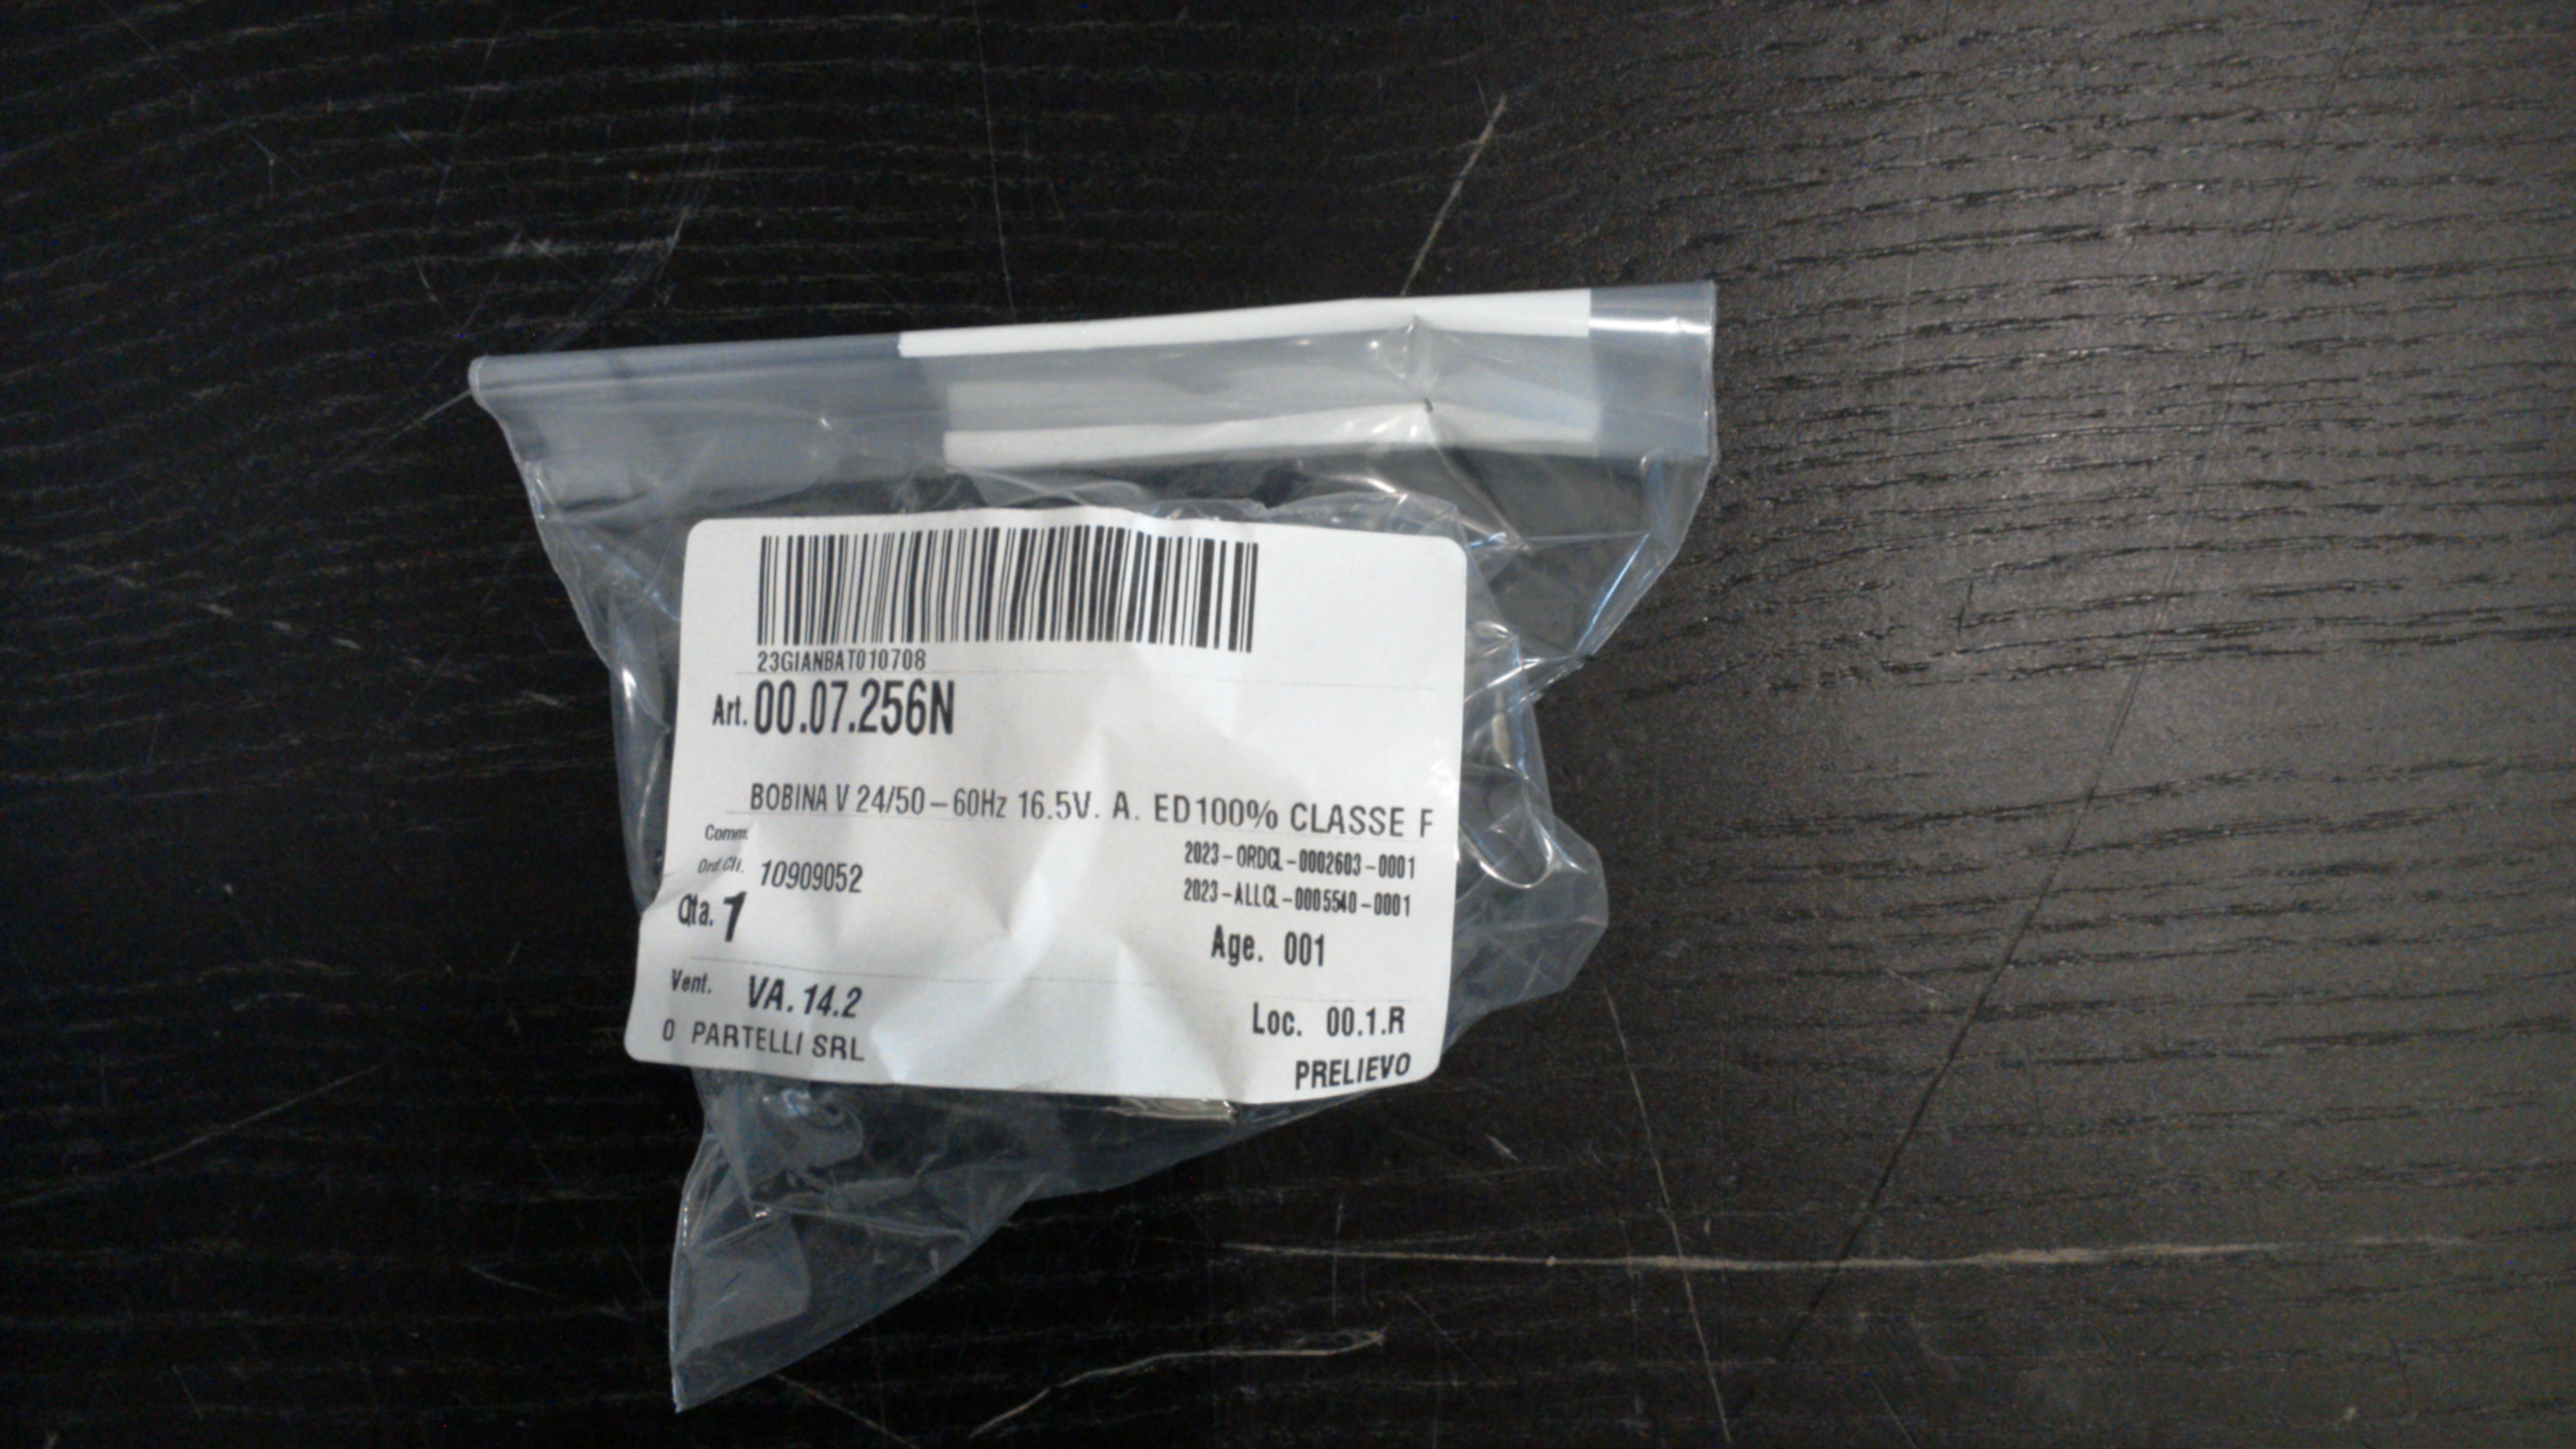 23GIANBAT010708
Art. 00.07.256N
BOBINA V 24/50-60Hz 16.5V. A. ED100% CLASSE F
Comm.
2023-ORDCL-0002603-0001
Ord.Cli. 10909052
2023-ALLCL-0005540-0001
Qta. 1
Age. 001
Vent. VA.14.2
Loc. 00.1.R
0 PARTELLI SRL
PRELIEVO